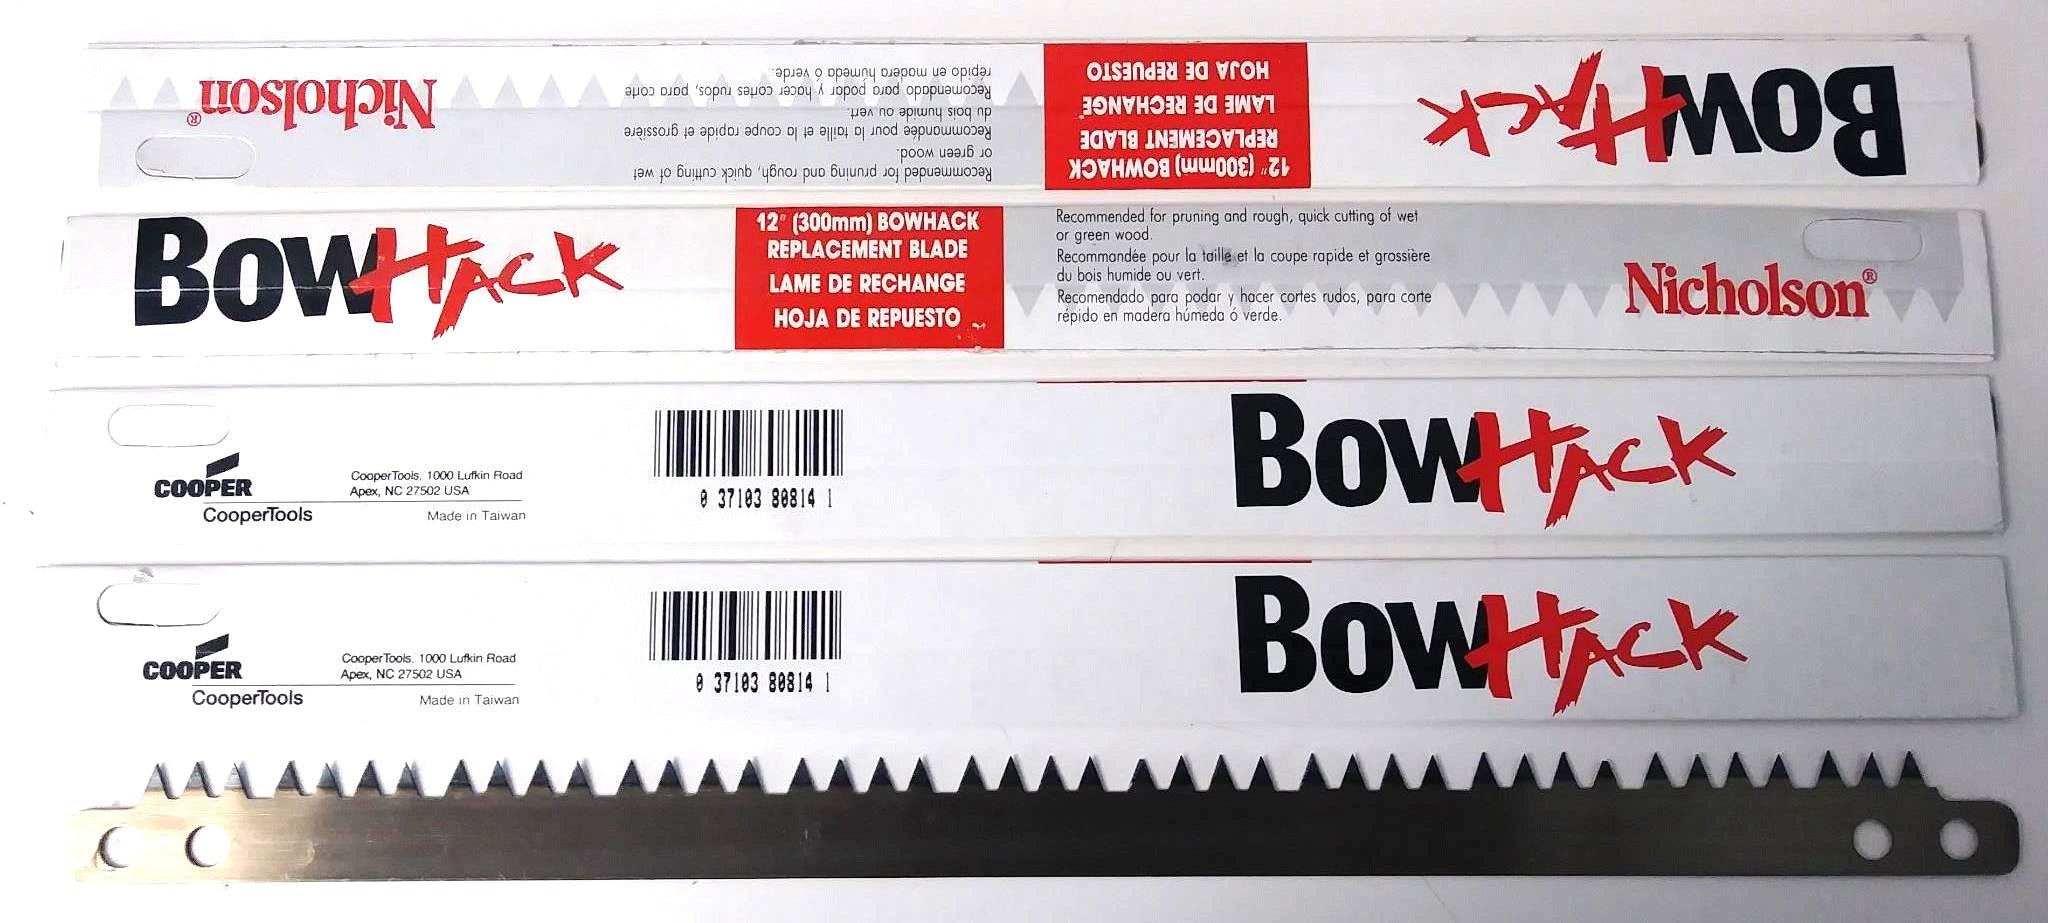 BOWHACK
12" (300mm) BOWHACK
REPLACEMENT BLADE
LAME DE RECHANGE
HOJA DE REPUESTO
Recommended for pruning and rough, quick cutting of wet
or green wood.
Recommandée pour la taille et la coupe rapide et grossière
du bois humide ou vert.
Recomendado para podar y hacer cortes rudos, para corte
répido en madera húmeda ó verde.
Nicholson®
BOWHACK
12" (300mm) BOWHACK
REPLACEMENT BLADE
LAME DE RECHANGE
HOJA DE REPUESTO
Recommended for pruning and rough, quick cutting of wet
or green wood.
Recommandée pour la taille et la coupe rapide et grossière
du bois humide ou vert.
Recomendado para podar y hacer cortes rudos, para corte
répido en madera húmeda ó verde.
Nicholson®
COOPER
CooperTools
CooperTools, 1000 Lufkin Road
Apex, NC 27502 USA
Made in Taiwan
0 37103 80814 1
BOWHACK
COOPER
CooperTools
CooperTools, 1000 Lufkin Road
Apex, NC 27502 USA
Made in Taiwan
0 37103 80814 1
BOWHACK